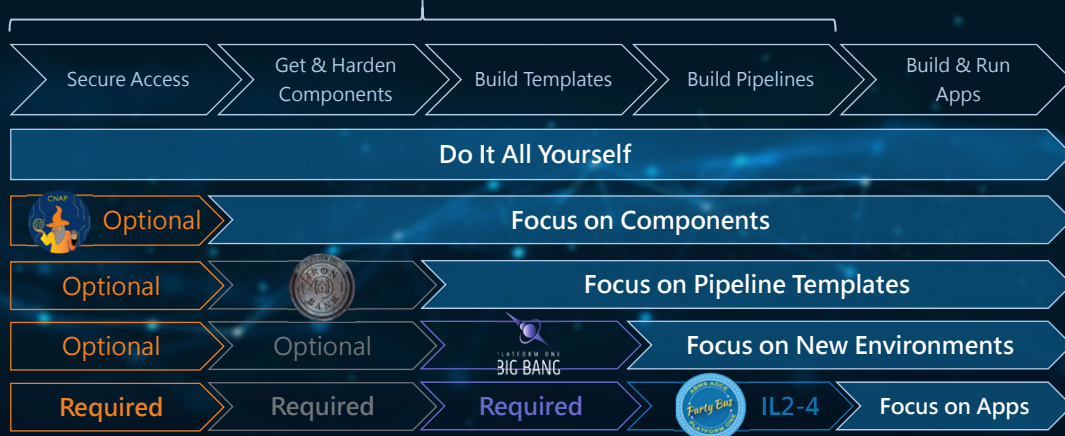 Secure Access
Get & Harden
Components
Build Templates
Build Pipelines
Build & Run
Apps
Do It All Yourself
CNAP
Optional
Focus on Components
Optional
IRON
BANK
Focus on Pipeline Templates
Optional
Optional
PLATFORM ONE
BIG BANG
Focus on New Environments
Required
Required
Required
ABMS ADCP
Party Bus
PLATFORM ONE
IL2-4
Focus on Apps